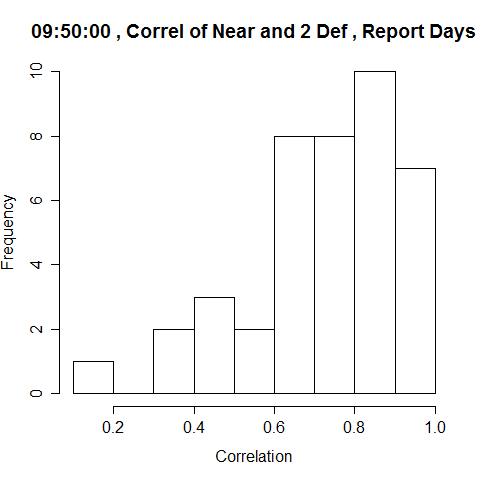 09:50:00 , Correl of Near and 2 Def , Report Days
Frequency
10
8
6
4
2
0
0.2 0.4 0.6 0.8 1.0
Correlation